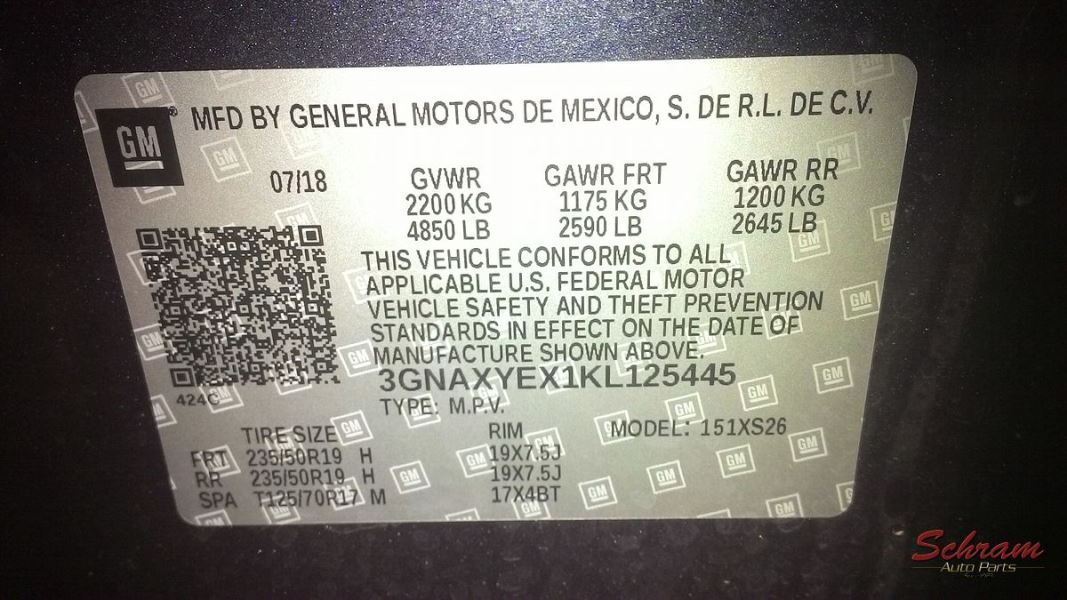 GM ® MFD BY GENERAL MOTORS DE MEXICO, S. DE R.L. DE C.V.
07/18 GVWR GAWR FRT GAWR RR
2200 KG 1175 KG 1200 KG
4850 LB 2590 LB 2645 LB
THIS VEHICLE CONFORMS TO ALL
APPLICABLE U.S. FEDERAL MOTOR
VEHICLE SAFETY AND THEFT PREVENTION
STANDARDS IN EFFECT ON THE DATE OF
MANUFACTURE SHOWN ABOVE.
3GNAXYEX1KL125445
424C
TYPE: M.P.V.
TIRE SIZE RIM MODEL: 151XS26
FRT 235/50R19 H 19X7.5J
RR 235/50R19 H 19X7.5J
SPA T125/70R17 M 17X4BT
Schram
Auto Parts